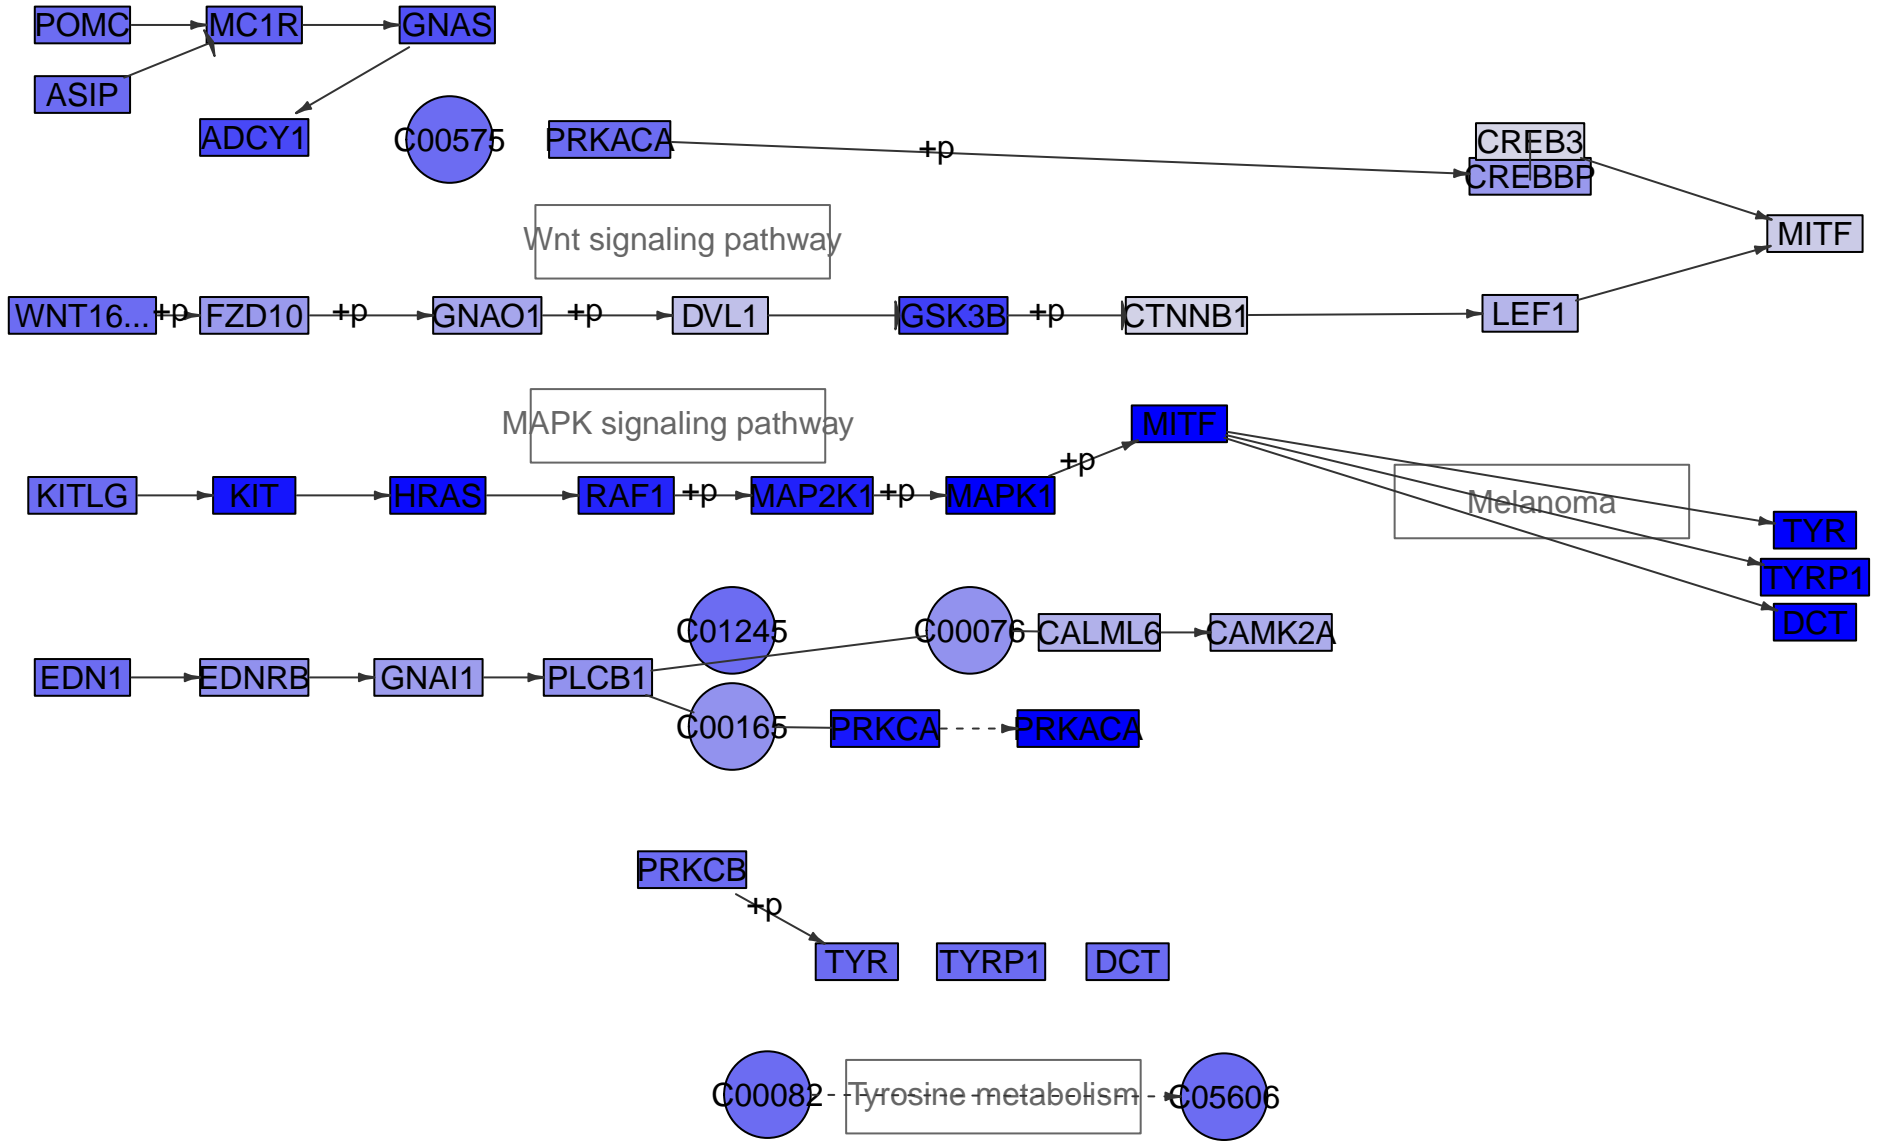 POMC MC1R GNAS
ASIP
ADCY1 C00575 PRKACA +p CREB3
CREBBP
Wnt signaling pathway MITF
WNT16... +p FZD10 +p GNAO1 +p DVL1 GSK3B +p CTNNB1 LEF1
MAPK signaling pathway MITF
+p
KITLG KIT HRAS RAF1 +p MAP2K1 +p MAPK1 Melanoma
TYR
TYRP1
DCT
C01245 C00076 CALML6 CAMK2A
EDN1 EDNRB GNAI1 PLCB1
C00165 PRKCA PRKACA
PRKCB
+p
TYR TYRP1 DCT
C00082 Tyrosine metabolism C05606